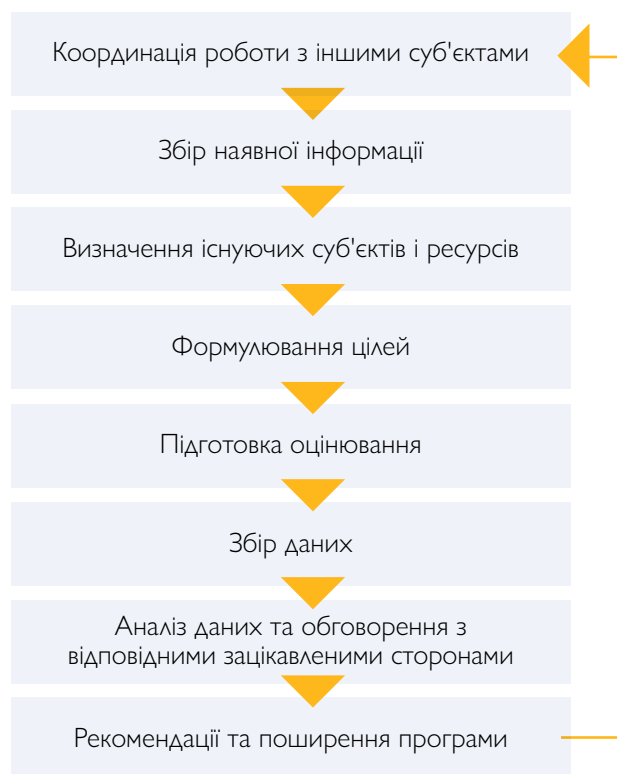 Координація роботи з іншими суб'єктами
Збір наявної інформації
Визначення існуючих суб'єктів і ресурсів
Формулювання цілей
Підготовка оцінювання
Збір даних
Аналіз даних та обговорення з
відповідними зацікавленими сторонами
Рекомендації та поширення програми